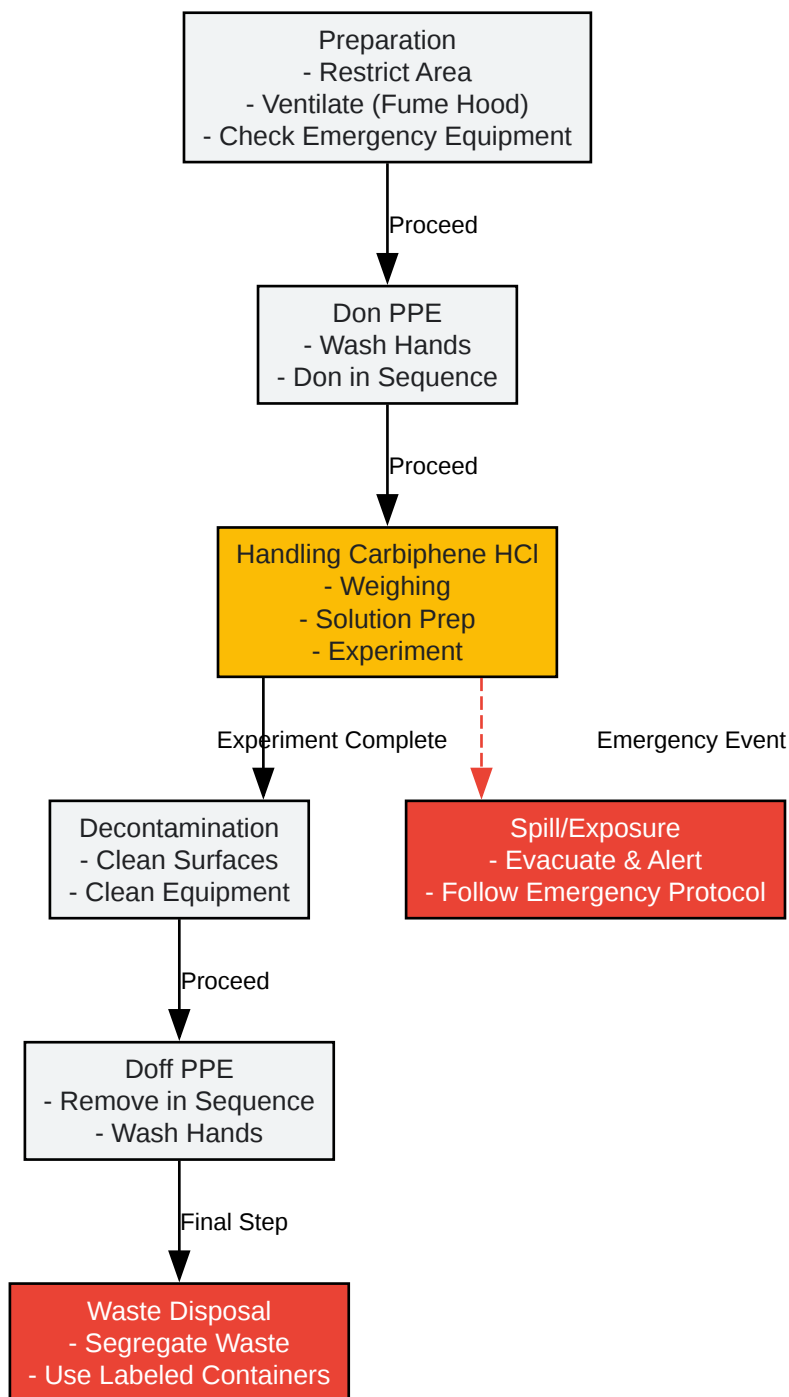 Preparation
- Restrict Area
- Ventilate (Fume Hood)
- Check Emergency Equipment
Proceed
Don PPE
- Wash Hands
- Don in Sequence
Proceed
Handling Carbiphene HCl
- Weighing
- Solution Prep
- Experiment
Experiment Complete
Emergency Event
Decontamination
- Clean Surfaces
- Clean Equipment
Spill/Exposure
- Evacuate & Alert
- Follow Emergency Protocol
Proceed
Doff PPE
- Remove in Sequence
- Wash Hands
Final Step
Waste Disposal
- Segregate Waste
- Use Labeled Containers